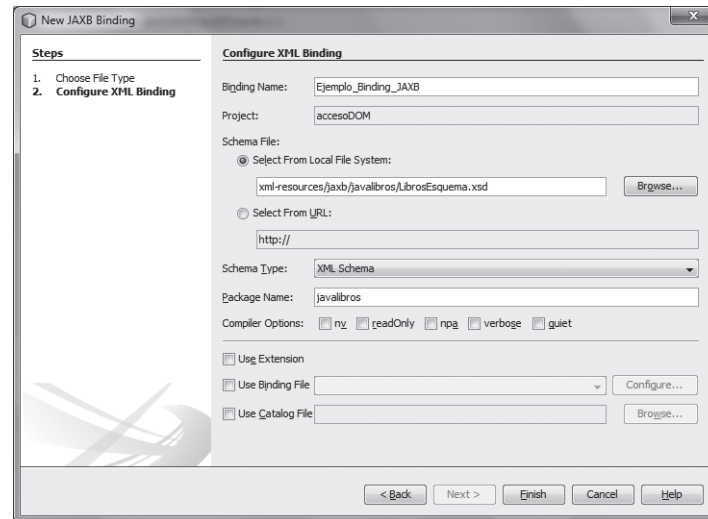 New JAXB Binding
Steps
1. Choose File Type
2. Configure XML Binding
Configure XML Binding
Binding Name: Ejemplo_Binding_JAXB
Project: accesoDOM
Schema File:
Select From Local File System:
xml-resources/jaxb/javalibros/LibrosEsquema.xsd Browse...
Select From URL:
http://
Schema Type: XML Schema
Package Name: javalibros
Compiler Options: nv readOnly npa verbose quiet
Use Extension
Use Binding File Configure...
Use Catalog File Browse...
< Back Next > Finish Cancel Help